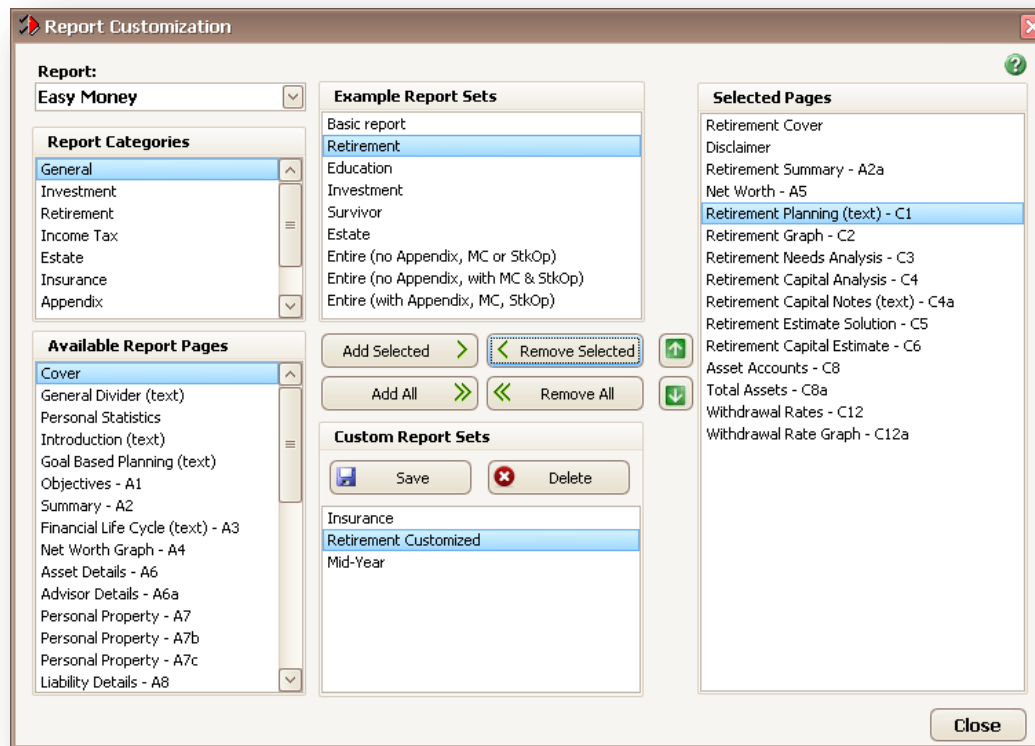 Report Customization
Report:
Easy Money
Report Categories
General
Investment
Retirement
Income Tax
Estate
Insurance
Appendix
Available Report Pages
Cover
General Divider (text)
Personal Statistics
Introduction (text)
Goal Based Planning (text)
Objectives - A1
Summary - A2
Financial Life Cycle (text) - A3
Net Worth Graph - A4
Asset Details - A6
Advisor Details - A6a
Personal Property - A7
Personal Property - A7b
Personal Property - A7c
Liability Details - A8
Example Report Sets
Basic report
Retirement
Education
Investment
Survivor
Estate
Entire (no Appendix, MC or StkOp)
Entire (no Appendix, with MC & StkOp)
Entire (with Appendix, MC, StkOp)
Add Selected
Remove Selected
Add All
Remove All
Custom Report Sets
Save
Delete
Insurance
Retirement Customized
Mid-Year
Selected Pages
Retirement Cover
Disclaimer
Retirement Summary - A2a
Net Worth - A5
Retirement Planning (text) - C1
Retirement Graph - C2
Retirement Needs Analysis - C3
Retirement Capital Analysis - C4
Retirement Capital Notes (text) - C4a
Retirement Estimate Solution - C5
Retirement Capital Estimate - C6
Asset Accounts - C8
Total Assets - C8a
Withdrawal Rates - C12
Withdrawal Rate Graph - C12a
Close